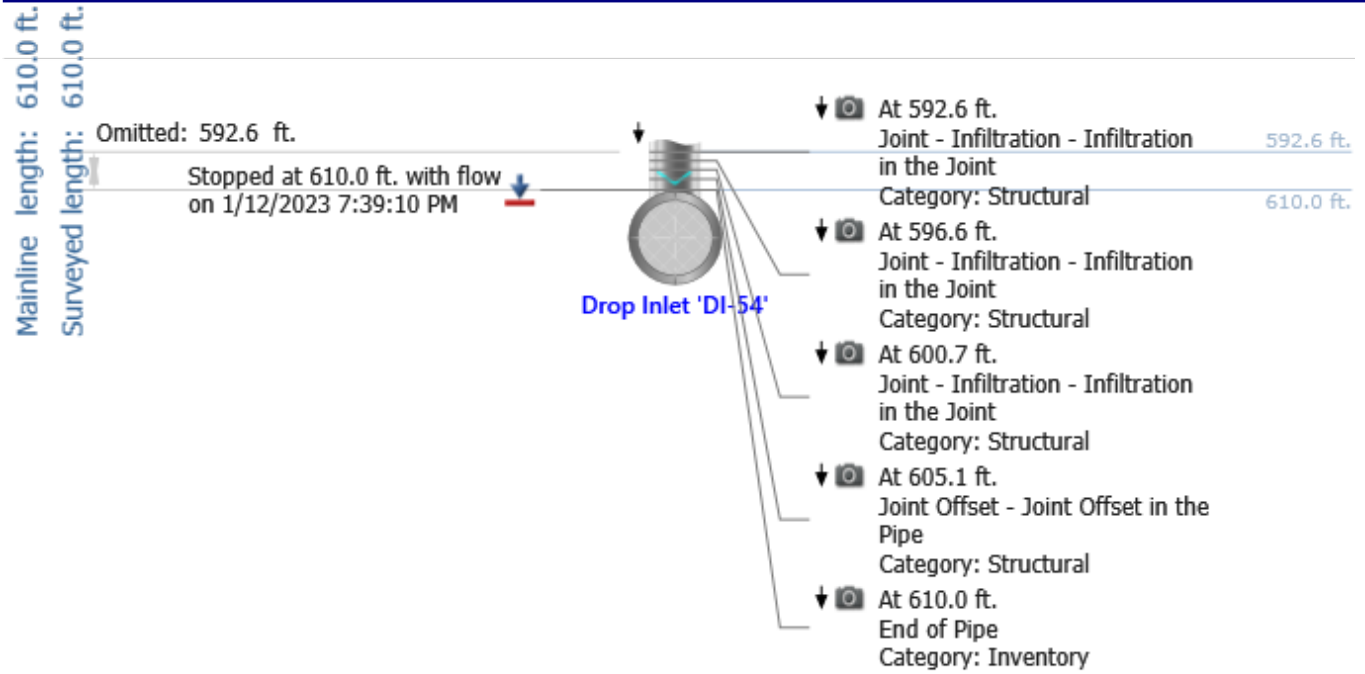 Mainline length: 610.0 ft.
Surveyed length: 610.0 ft.
Omitted: 592.6 ft.
Stopped at 610.0 ft. with flow
on 1/12/2023 7:39:10 PM
Drop Inlet 'DI-54'
At 592.6 ft.
Joint - Infiltration - Infiltration
in the Joint
Category: Structural
592.6 ft.
610.0 ft.
At 596.6 ft.
Joint - Infiltration - Infiltration
in the Joint
Category: Structural
At 600.7 ft.
Joint - Infiltration - Infiltration
in the Joint
Category: Structural
At 605.1 ft.
Joint Offset - Joint Offset in the
Pipe
Category: Structural
At 610.0 ft.
End of Pipe
Category: Inventory